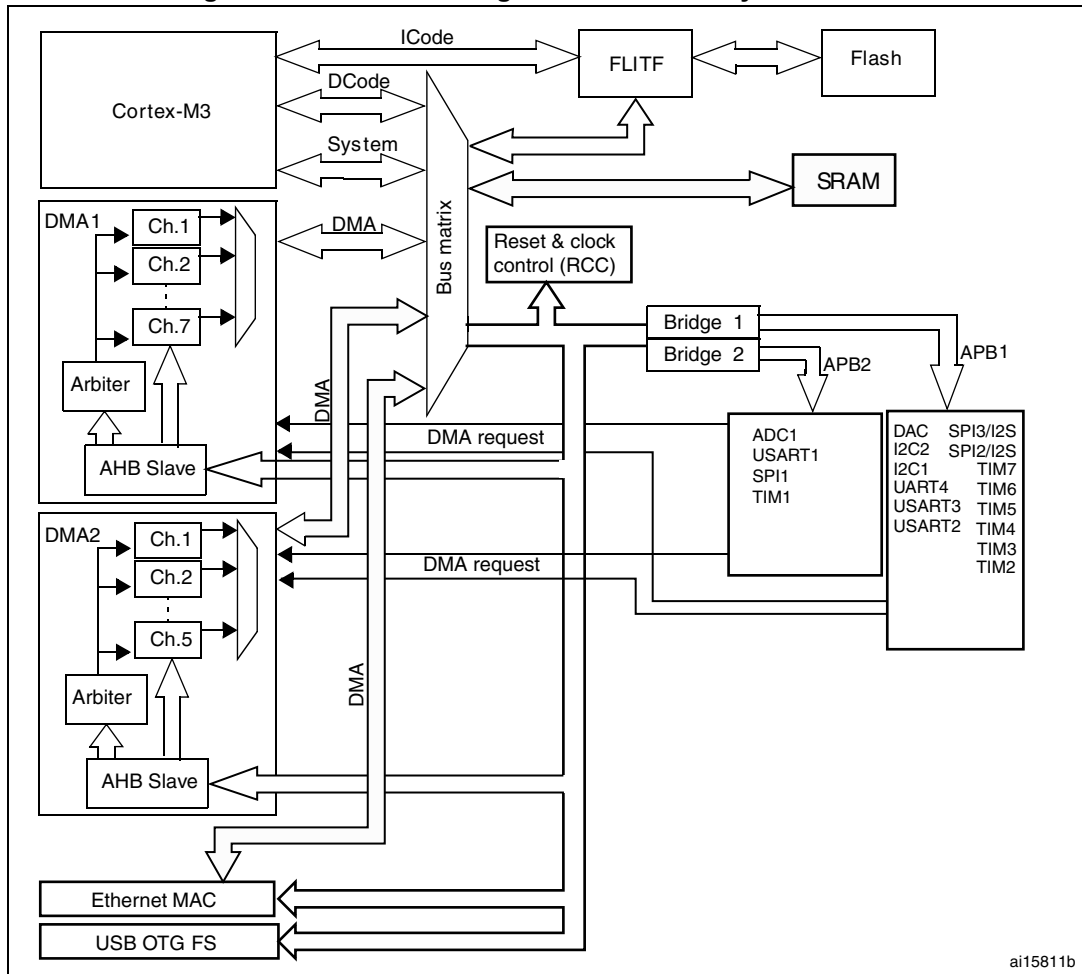 ICode
FLITF
Flash
DCode
Cortex-M3
System
SRAM
Bus matrix
DMA1
Ch.1
DMA
Ch.2
Reset & clock
control (RCC)
Ch.7
Bridge 1
Bridge 2
APB2
APB1
Arbiter
DMA
DMA request
AHB Slave
ADC1
USART1
SPI1
TIM1
DAC SPI3/I2S
I2C2 SPI2/I2S
I2C1 TIM7
UART4 TIM6
USART3 TIM5
USART2 TIM4
TIM3
TIM2
DMA2
Ch.1
Ch.2
DMA request
Ch.5
DMA
Arbiter
AHB Slave
Ethernet MAC
USB OTG FS
ai15811b